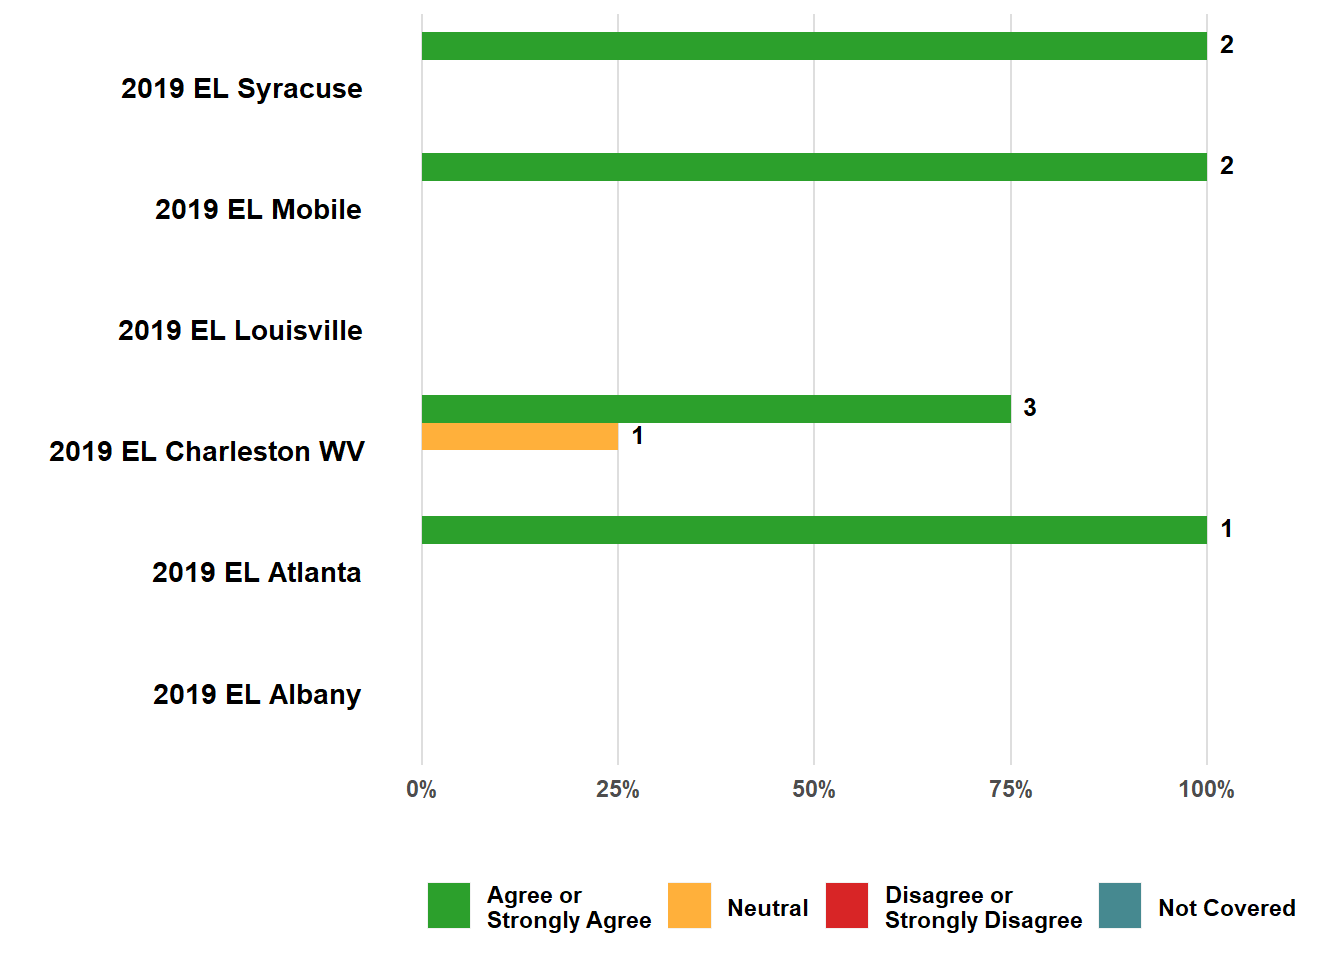 2
2019 EL Syracuse
2
2019 EL Mobile
2019 EL Louisville
3
1
2019 EL Charleston WV
1
2019 EL Atlanta
2019 EL Albany
0% 25% 50% 75% 100%
Agree or
Strongly Agree
Neutral
Disagree or
Strongly Disagree
Not Covered